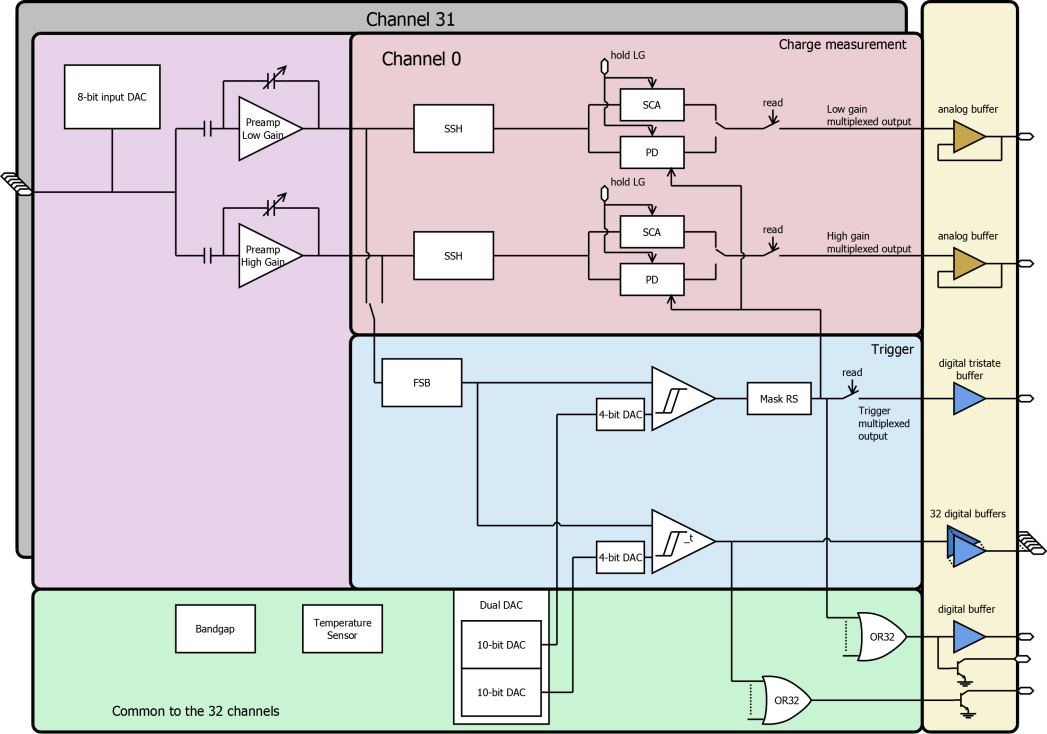 Channel 31
Channel 0
Charge measurement
8-bit input DAC
Preamp
Low Gain
SSH
hold LG
SCA
PD
read
Low gain
multiplexed output
analog buffer
Preamp
High Gain
SSH
hold LG
SCA
PD
read
High gain
multiplexed output
analog buffer
Trigger
FSB
4-bit DAC
Mask RS
read
Trigger
multiplexed
output
digital tristate
buffer
4-bit DAC
_t
32 digital buffers
Bandgap
Temperature
Sensor
Dual DAC
10-bit DAC
10-bit DAC
OR32
digital buffer
OR32
Common to the 32 channels